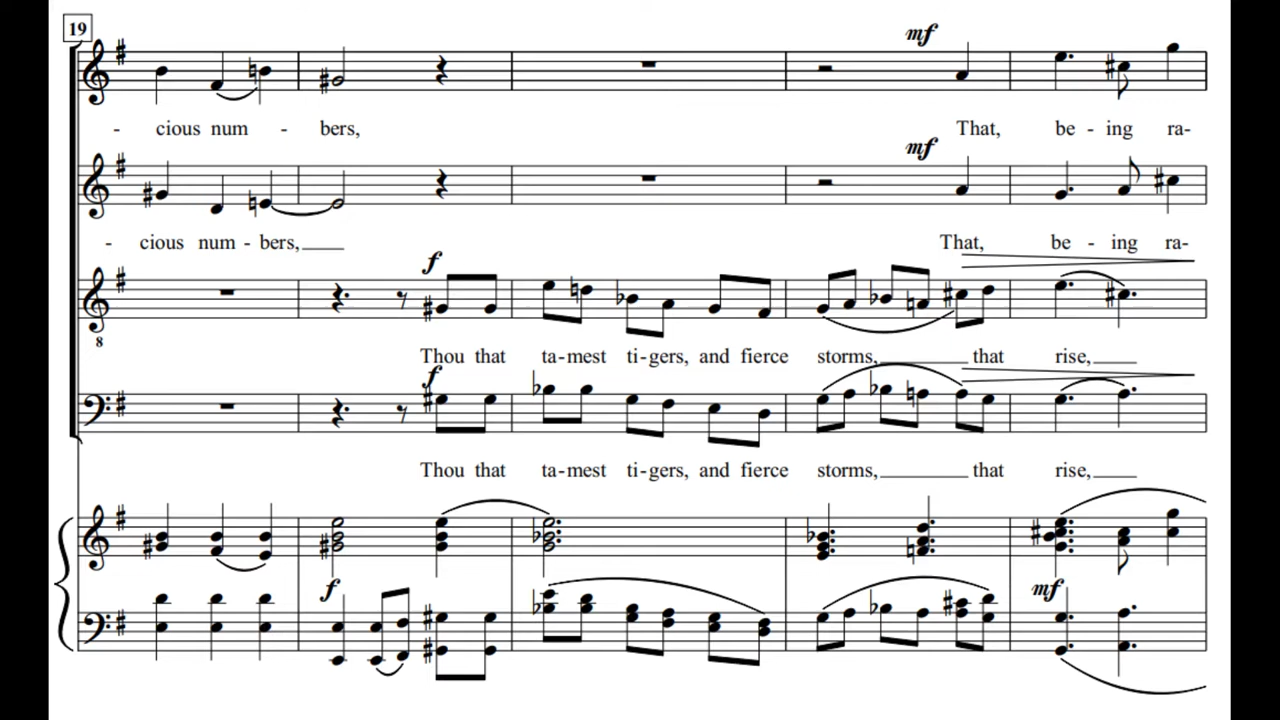 19
mf
- cious num - bers, That, be - ing ra-
mf
- cious num - bers, That, be - ing ra-
f
8
Thou that ta-mest ti-gers, and fierce storms, that rise,
f
Thou that ta-mest ti-gers, and fierce storms, that rise,
f mf